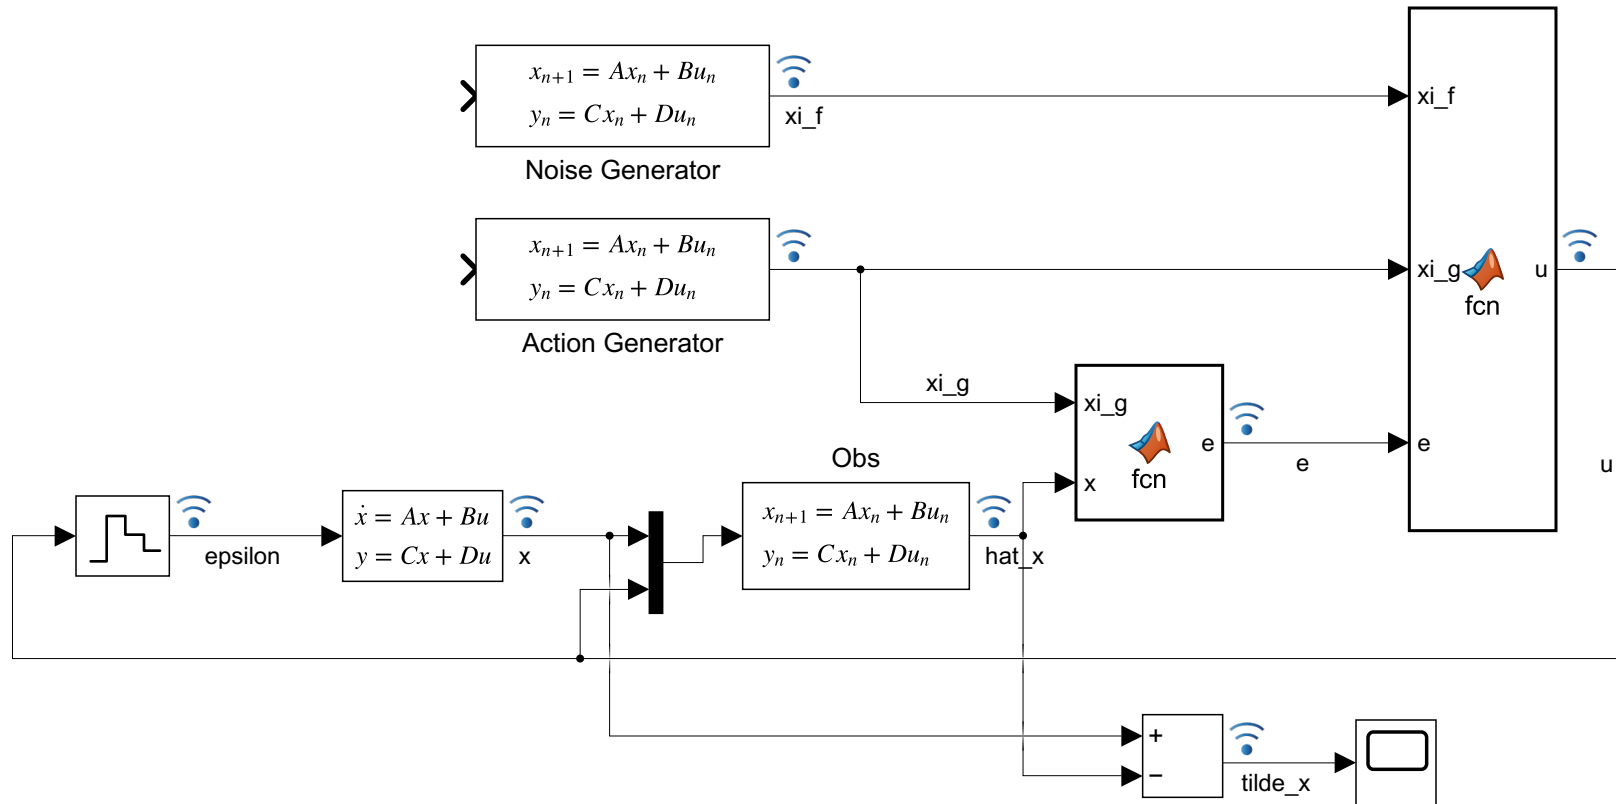 xₙ₊₁ = Axₙ + Buₙ
yₙ = Cxₙ + Duₙ
xi_f
xi_f
Noise Generator
xₙ₊₁ = Axₙ + Buₙ
yₙ = Cxₙ + Duₙ
xi_g
u
fcn
Action Generator
xi_g
xi_g
e
fcn
x
e
e
u
Obs
epsilon
ẋ = Ax + Bu
y = Cx + Du
x
xₙ₊₁ = Axₙ + Buₙ
yₙ = Cxₙ + Duₙ
hat_x
+
−
tilde_x